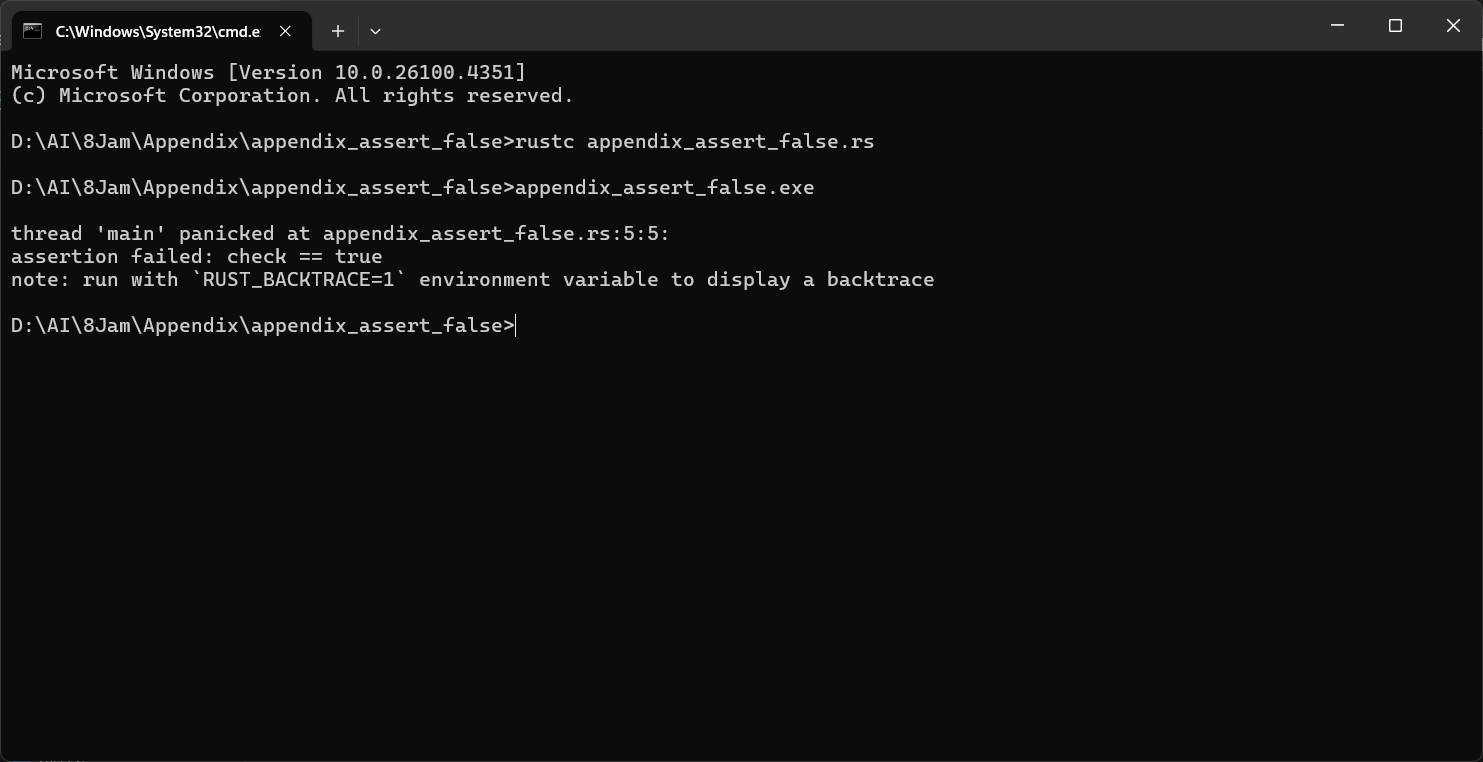 C:\Windows\System32\cmd.e
Microsoft Windows [Version 10.0.26100.4351]
(c) Microsoft Corporation. All rights reserved.
D:\AI\8Jam\Appendix\appendix_assert_false>rustc appendix_assert_false.rs
D:\AI\8Jam\Appendix\appendix_assert_false>appendix_assert_false.exe
thread 'main' panicked at appendix_assert_false.rs:5:5:
assertion failed: check == true
note: run with `RUST_BACKTRACE=1` environment variable to display a backtrace
D:\AI\8Jam\Appendix\appendix_assert_false>